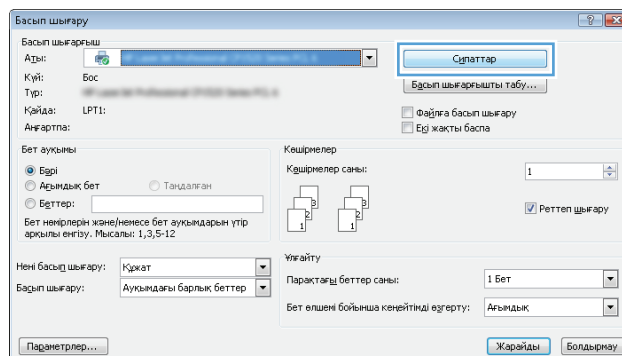 Басып шығару
Басып шығарғыш
Аты:
Сипаттар
Күй: Бос
Түр:
Басып шығарғышты табу...
Қайда: LPT1:
Файлға басып шығару
Аңғартпа:
Екі жақты баспа
Бет ауқымы
Бәрі
Ағымдық бет Таңдалған
Беттер:
Бет нөмірлерін және/немесе бет ауқымдарын үтір
арқылы енгізу. Мысалы: 1,3,5-12
Көшірмелер
Көшірмелер саны: 1
Реттеп шығару
Нені басып шығару: Құжат
Басып шығару: Ауқымдағы барлық беттер
Ұлғайту
Парақтағы беттер саны: 1 Бет
Бет өлшемі бойынша кеңейтімді өзгерту: Ағымдық
Параметрлер...
Жарайды
Болдырмау